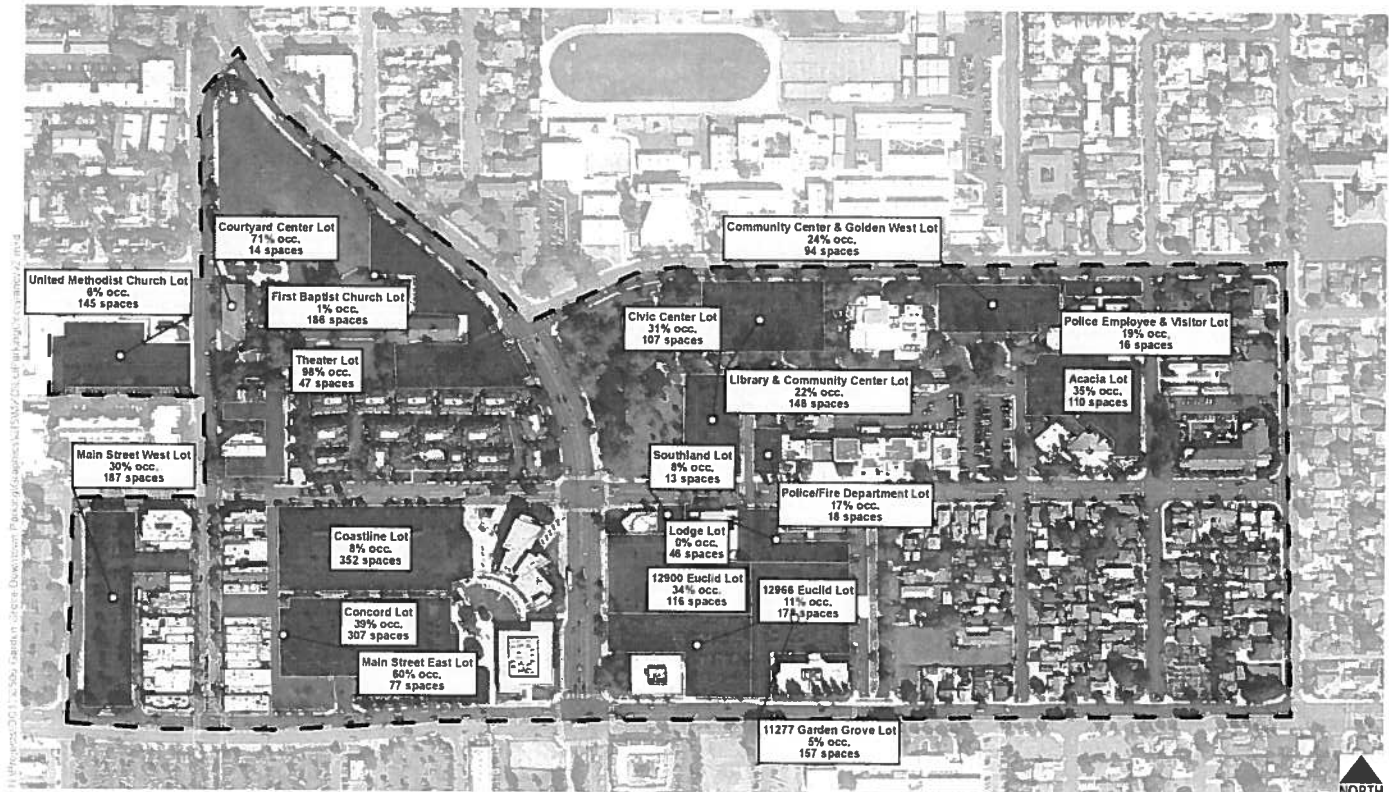 Courtyard Center Lot
71% occ.
14 spaces
Community Center & Golden West Lot
24% occ.
94 spaces
United Methodist Church Lot
6% occ.
145 spaces
First Baptist Church Lot
1% occ.
186 spaces
Civic Center Lot
31% occ.
107 spaces
Police Employee & Visitor Lot
19% occ.
16 spaces
Theater Lot
98% occ.
47 spaces
Library & Community Center Lot
22% occ.
148 spaces
Acacia Lot
35% occ.
110 spaces
Main Street West Lot
30% occ.
187 spaces
Southland Lot
8% occ.
13 spaces
Police/Fire Department Lot
17% occ.
18 spaces
Coastline Lot
8% occ.
352 spaces
Lodge Lot
0% occ.
46 spaces
12900 Euclid Lot
34% occ.
116 spaces
12966 Euclid Lot
11% occ.
spaces
Concord Lot
39% occ.
307 spaces
Main Street East Lot
60% occ.
77 spaces
11277 Garden Grove Lot
5% occ.
157 spaces
NORTH